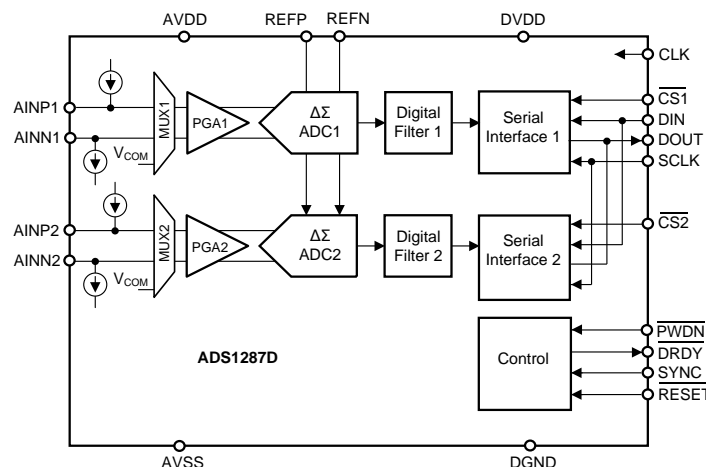 AVDD
REFP
REFN
DVDD
CLK
AINP1
AINN1
MUX1
VCOM
PGA1
ΔΣ
ADC1
Digital
Filter 1
Serial
Interface 1
CS1
DIN
DOUT
SCLK
AINP2
AINN2
MUX2
VCOM
PGA2
ΔΣ
ADC2
Digital
Filter 2
Serial
Interface 2
CS2
ADS1287D
Control
PWDN
DRDY
SYNC
RESET
AVSS
DGND